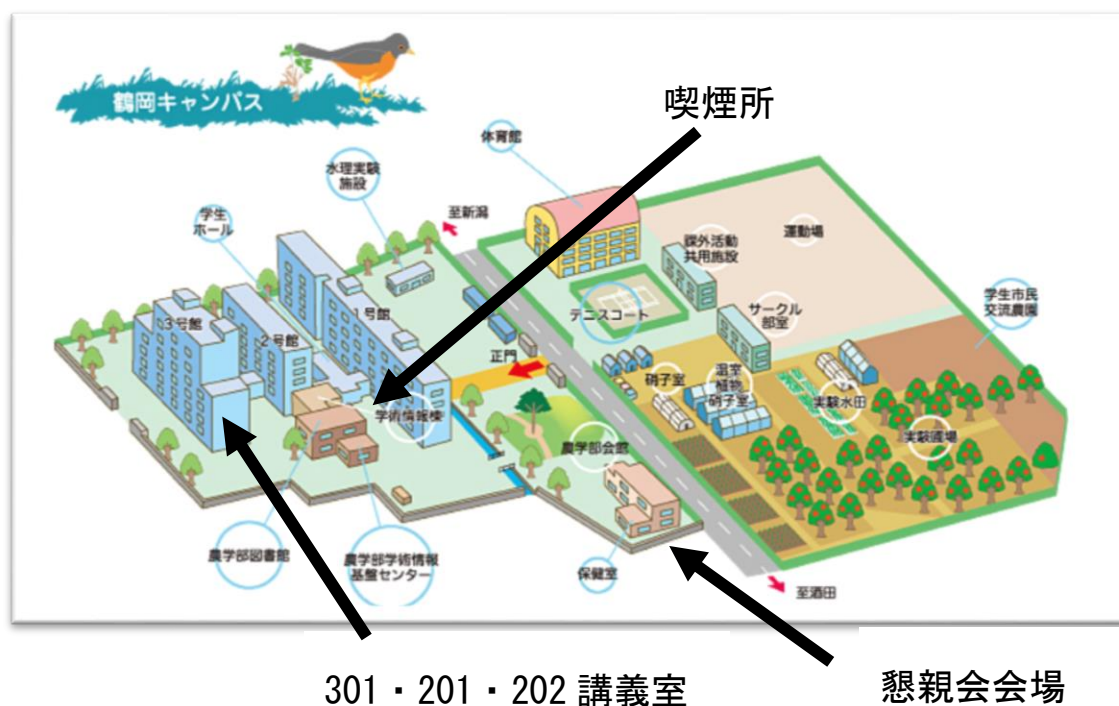 鶴岡キャンパス
喫煙所
体育館
水理実験
施設
至新潟
学生
ホール
課外活動
共用施設
運動場
学生市民
交流農園
テニスコート
サークル
部室
3号館
2号館
1号館
正門
硝子室
温室
植物
硝子室
実験水田
学術情報棟
農学部会館
実験圃場
農学部図書館
農学部学術情報
基盤センター
保健室
至酒田
301・201・202 講義室
懇親会会場